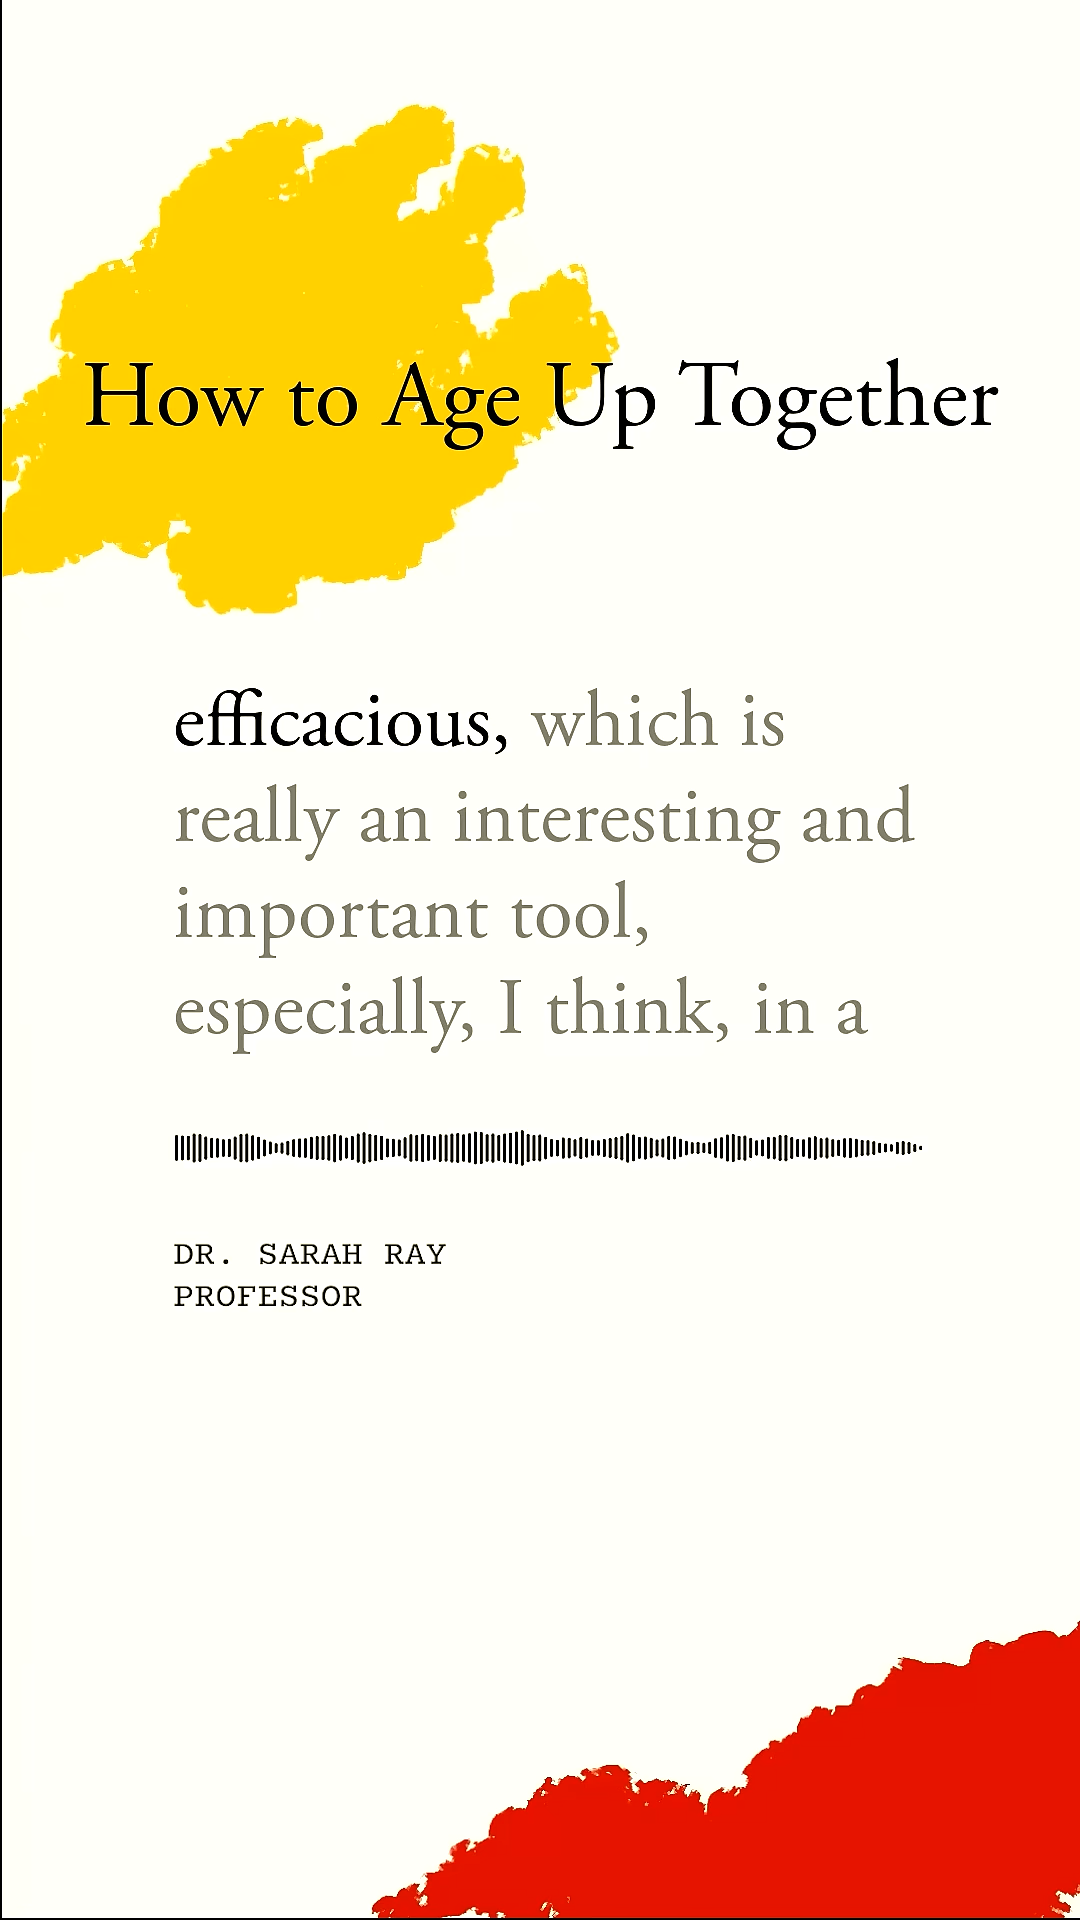 How to Age Up Together
efficacious, which is
really an interesting and
important tool,
especially, I think, in a
DR. SARAH RAY
PROFESSOR